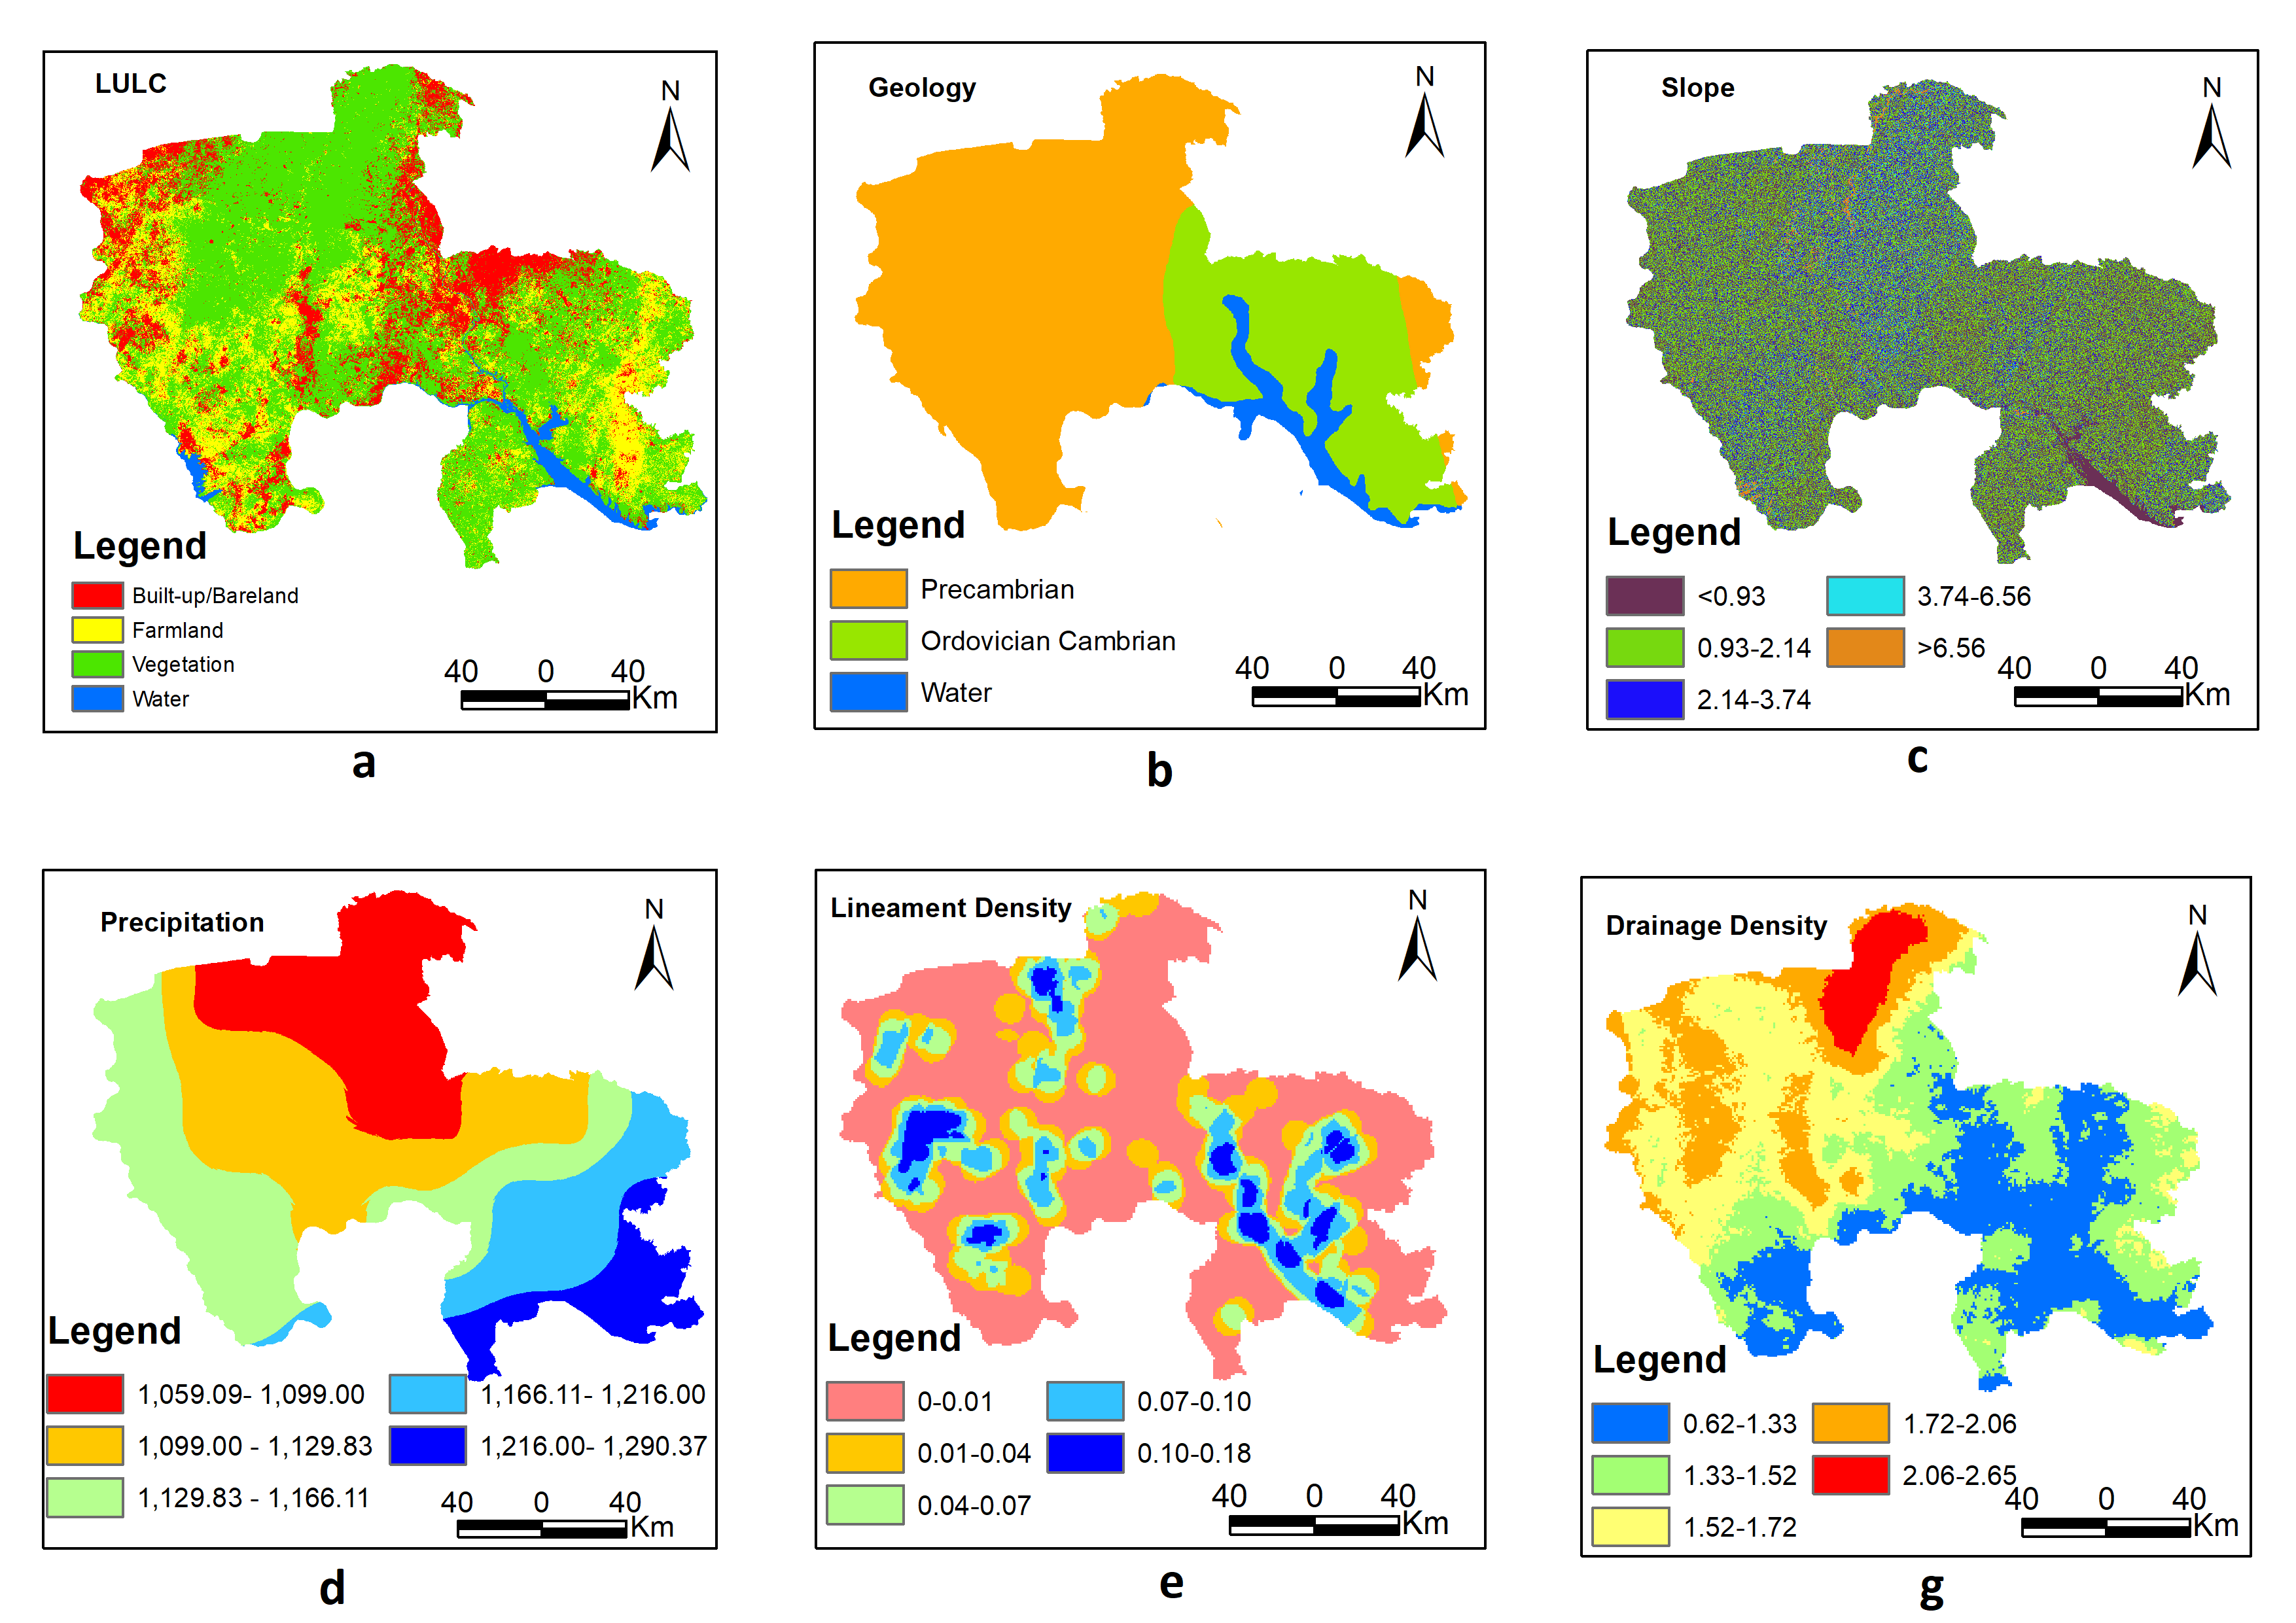 LULC
N
Legend
Built-up/Bareland
Farmland
Vegetation
Water
40 0 40
Km
a
Geology
N
Legend
Precambrian
Ordovician Cambrian
Water
40 0 40
Km
b
Slope
N
Legend
<0.93
0.93-2.14
2.14-3.74
3.74-6.56
>6.56
40 0 40
Km
c
Precipitation
N
Legend
1,059.09- 1,099.00
1,099.00 - 1,129.83
1,129.83 - 1,166.11
1,166.11- 1,216.00
1,216.00- 1,290.37
40 0 40
Km
d
Lineament Density
N
Legend
0-0.01
0.01-0.04
0.04-0.07
0.07-0.10
0.10-0.18
40 0 40
Km
e
Drainage Density
N
Legend
0.62-1.33
1.33-1.52
1.52-1.72
1.72-2.06
2.06-2.65
40 0 40
Km
g